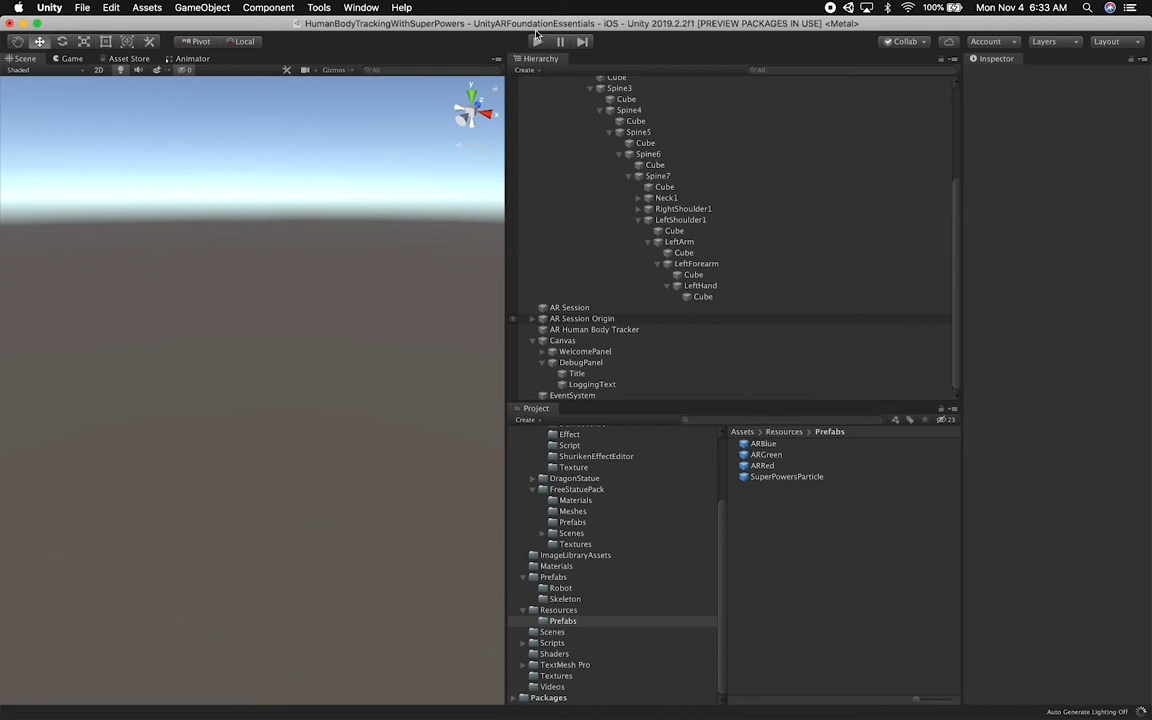 Unity File Edit Assets GameObject Component Tools Window Help 100% Mon Nov 4 6:33 AM
HumanBodyTrackingWithSuperPowers - UnityARFoundationEssentials - iOS - Unity 2019.2.2f1 [PREVIEW PACKAGES IN USE] <Metal>
Pivot Local Collab Account Layers Layout
Scene Game Asset Store Animator
Shaded 2D 0 Gizmos All
y
z
x
Hierarchy
Create All
Cube
Spine3
Cube
Spine4
Cube
Spine5
Cube
Spine6
Cube
Spine7
Cube
Neck1
RightShoulder1
LeftShoulder1
Cube
LeftArm
Cube
LeftForearm
Cube
LeftHand
Cube
AR Session
AR Session Origin
AR Human Body Tracker
Canvas
WelcomePanel
DebugPanel
Title
LoggingText
EventSystem
Project
Create 23
Effect
Script
ShurikenEffectEditor
Texture
DragonStatue
FreeStatuePack
Materials
Meshes
Prefabs
Scenes
Textures
ImageLibraryAssets
Materials
Prefabs
Robot
Skeleton
Resources
Prefabs
Scenes
Scripts
Shaders
TextMesh Pro
Textures
Videos
Packages
Assets Resources Prefabs
ARBlue
ARGreen
ARRed
SuperPowersParticle
Inspector
Auto Generate Lighting Off